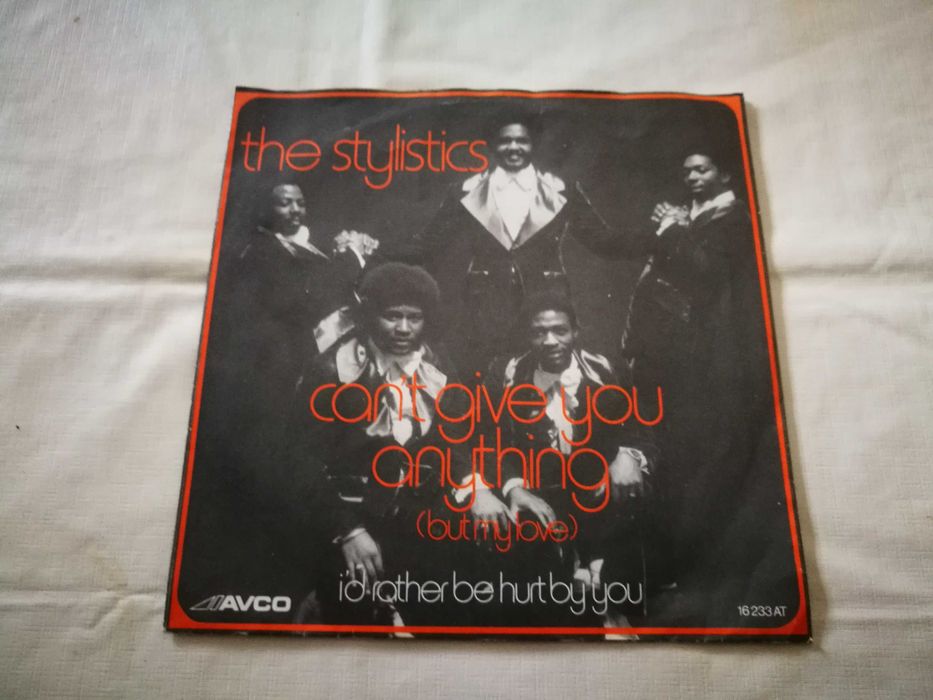 the stylistics
can't give you
anything
(but my love)
i'd rather be hurt by you
AVCO
16 233 AT